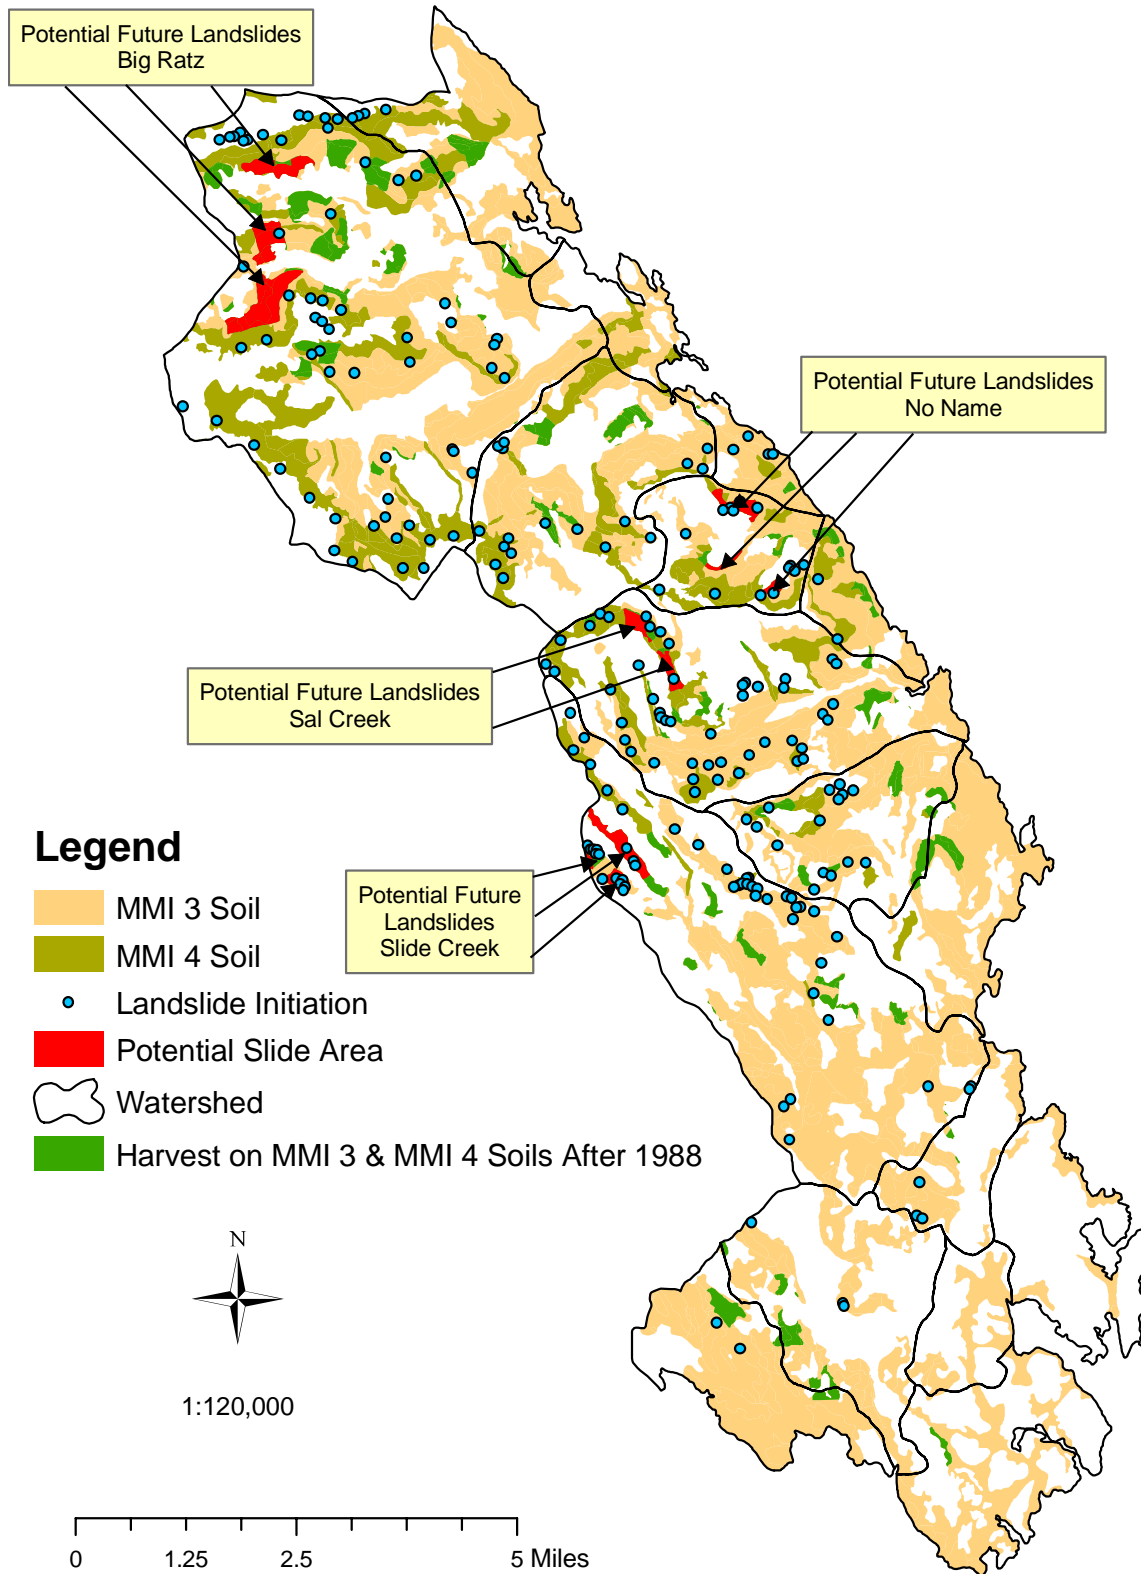 Potential Future Landslides
Big Ratz
Potential Future Landslides
No Name
Potential Future Landslides
Sal Creek
Potential Future
Landslides
Slide Creek
Legend
MMI 3 Soil
MMI 4 Soil
Landslide Initiation
Potential Slide Area
Watershed
Harvest on MMI 3 & MMI 4 Soils After 1988
N
1:120,000
0 1.25 2.5 5 Miles